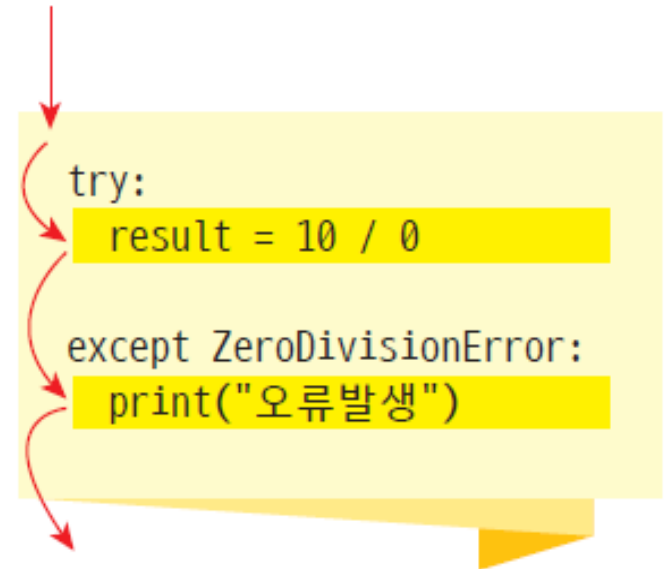 try:
result = 10 / 0
except ZeroDivisionError:
print("오류발생")